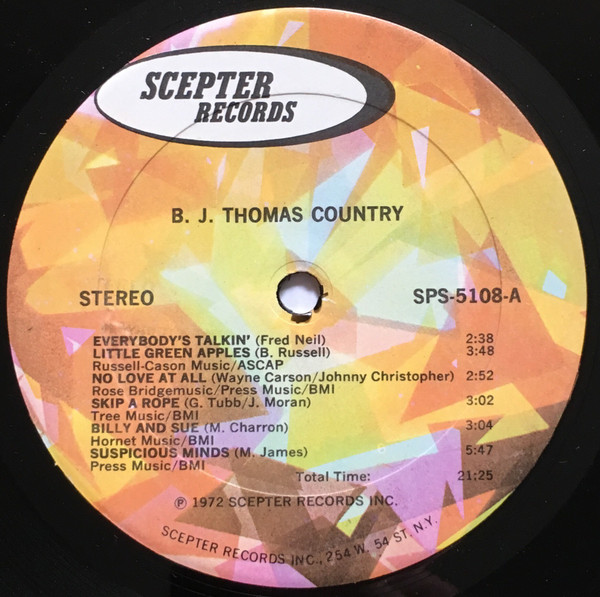 SCEPTER
RECORDS
B. J. THOMAS COUNTRY
STEREO SPS-5108-A
EVERYBODY'S TALKIN' (Fred Neil) 2:38
LITTLE GREEN APPLES (B. Russell) 3:48
Russell-Cason Music/ASCAP
NO LOVE AT ALL (Wayne Carson/Johnny Christopher) 2:52
Rose Bridgemusic/Press Music/BMI
SKIP A ROPE (G. Tubb/J. Moran) 3:02
Tree Music/BMI
BILLY AND SUE (M. Charron) 3:04
Hornet Music/BMI
SUSPICIOUS MINDS (M. James) 5:47
Press Music/BMI
Total Time: 21:25
℗ 1972 SCEPTER RECORDS INC.
SCEPTER RECORDS INC., 254 W. 54 ST. N.Y.